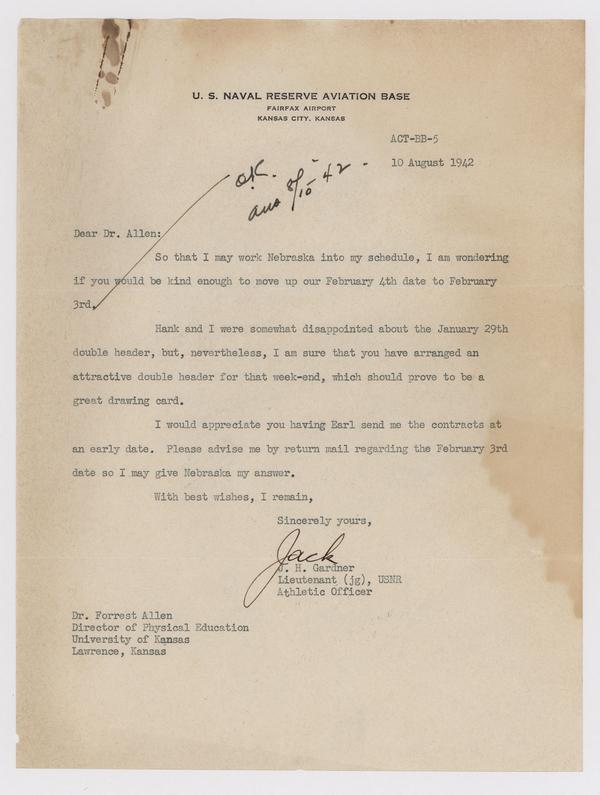 U. S. NAVAL RESERVE AVIATION BASE
FAIRFAX AIRPORT
KANSAS CITY, KANSAS
ACT-BB-5
10 August 1942
O.K.
ans 8/10-42-
Dear Dr. Allen:
So that I may work Nebraska into my schedule, I am wondering
if you would be kind enough to move up our February 4th date to February
3rd.
Hank and I were somewhat disappointed about the January 29th
double header, but, nevertheless, I am sure that you have arranged an
attractive double header for that week-end, which should prove to be a
great drawing card.
I would appreciate you having Earl send me the contracts at
an early date. Please advise me by return mail regarding the February 3rd
date so I may give Nebraska my answer.
With best wishes, I remain,
Sincerely yours,
Jack
J. H. Gardner
Lieutenant (jg), USNR
Athletic Officer
Dr. Forrest Allen
Director of Physical Education
University of Kansas
Lawrence, Kansas